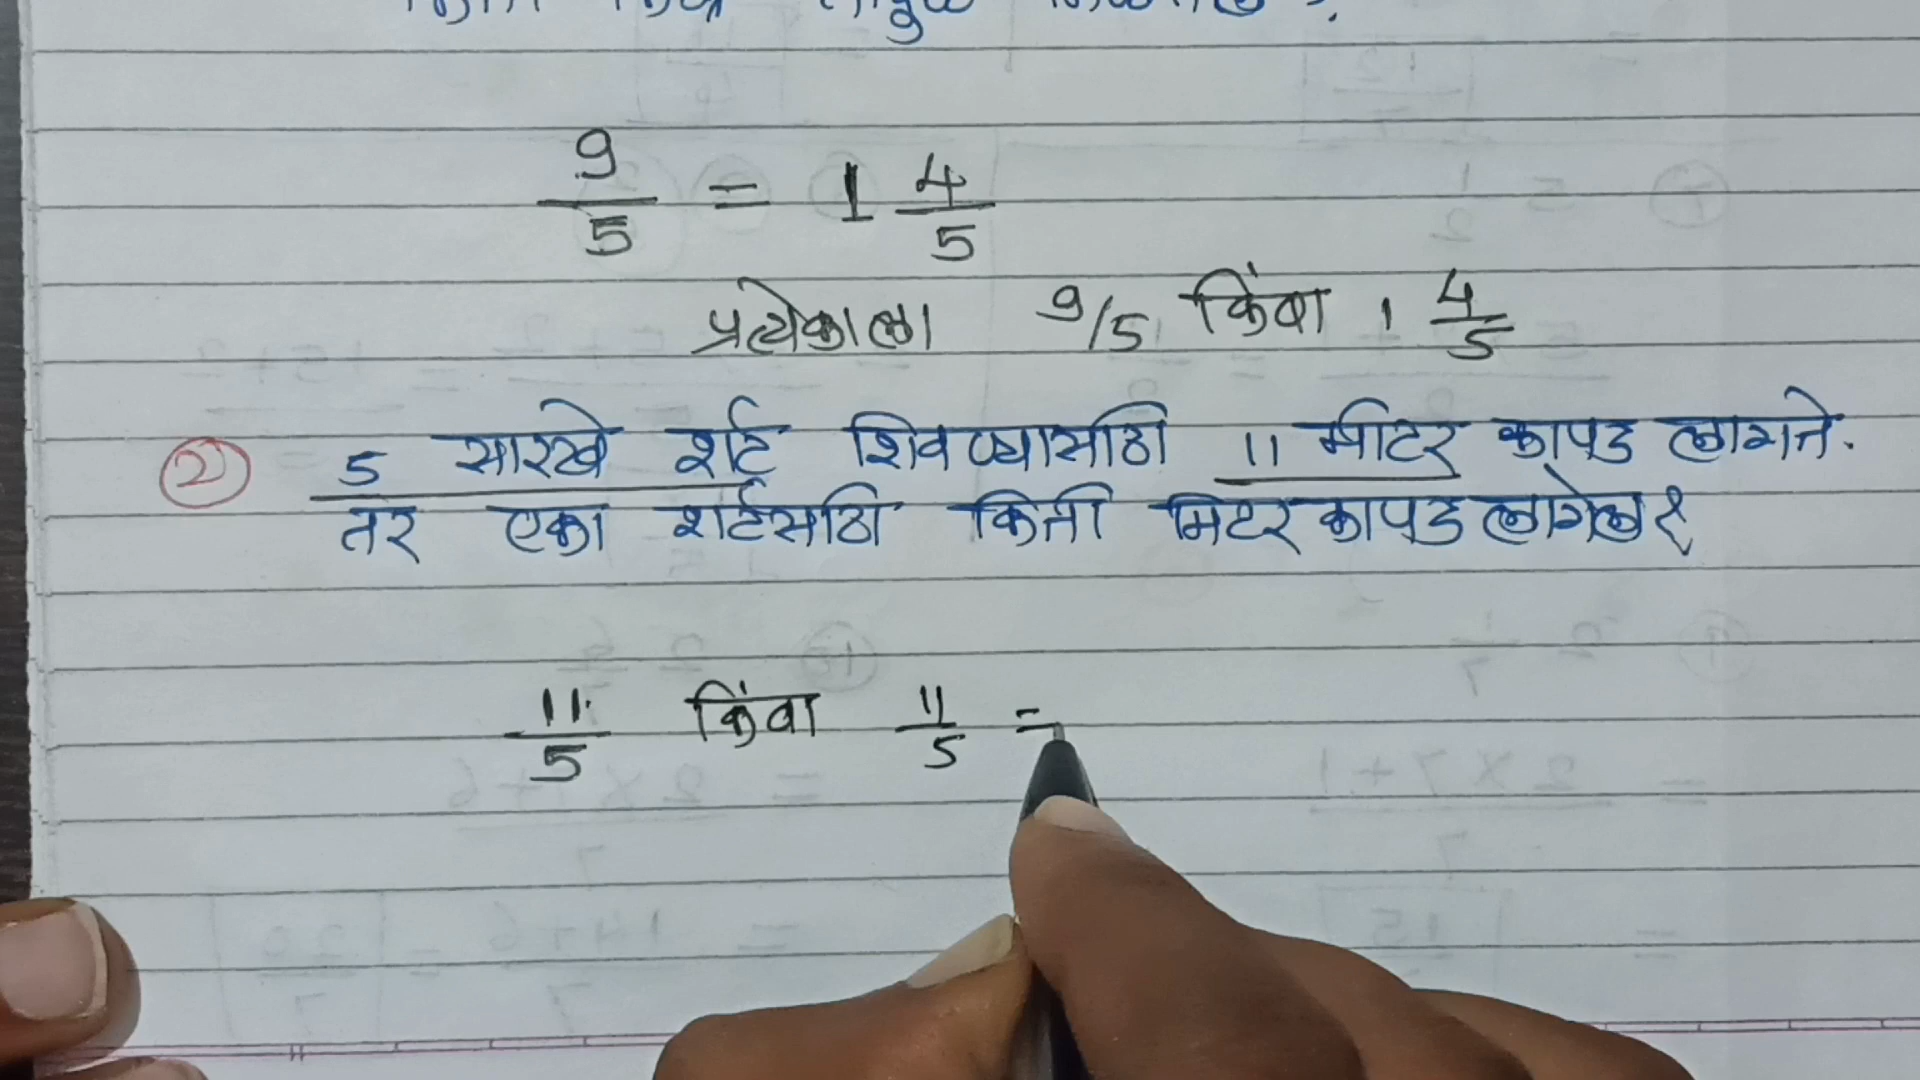 9/5 = 1 4/5
प्रत्येकाला 9/5 किंवा 1 4/5
२ 5 सारखे शर्ट शिवण्यासाठी 11 मीटर कापड लागते.
तर एका शर्टसाठी किती मिटर कापड लागेल?
11/5 किंवा 11/5 =